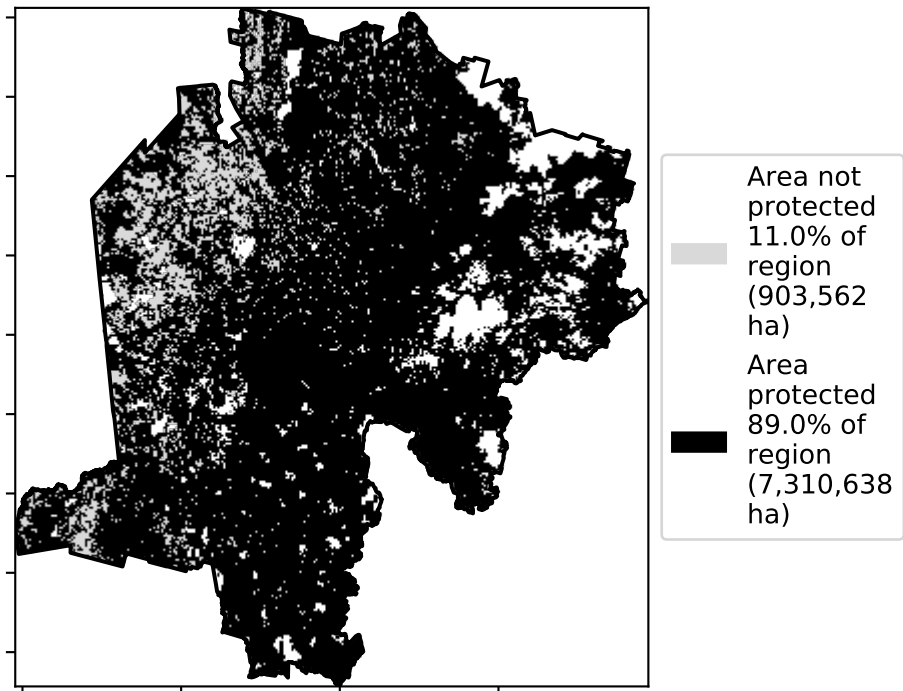 Area not
protected
11.0% of
region
(903,562
ha)
Area
protected
89.0% of
region
(7,310,638
ha)